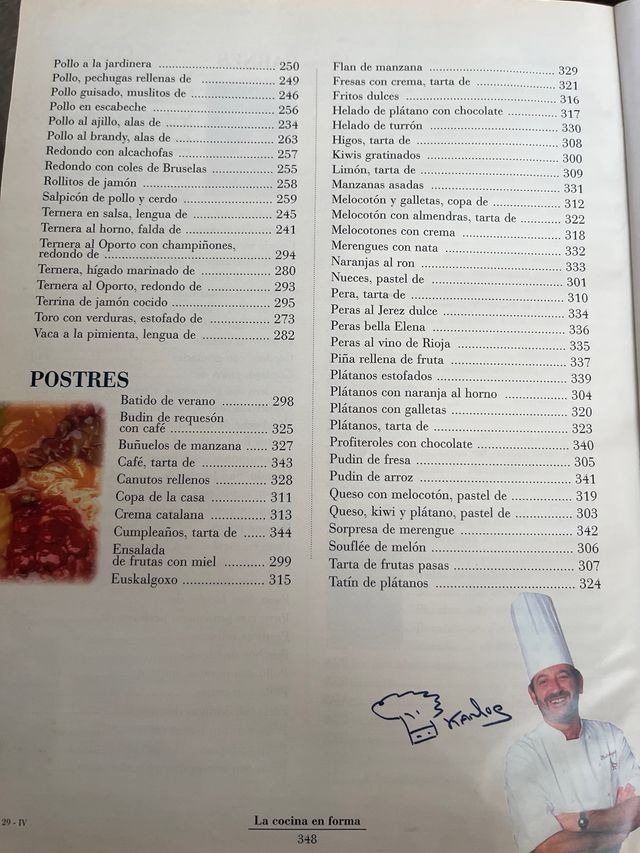 Pollo a la jardinera ................................ 250
Pollo, pechugas rellenas de ........................... 249
Pollo guisado, muslitos de ............................. 246
Pollo en escabeche ...................................... 256
Pollo al ajillo, alas de ................................... 234
Pollo al brandy, alas de ................................ 263
Redondo con alcachofas .............................. 257
Redondo con coles de Bruselas ..................... 255
Rollitos de jamón ........................................ 258
Salpicón de pollo y cerdo ............................ 259
Ternera en salsa, lengua de ......................... 245
Ternera al horno, falda de ........................... 241
Ternera al Oporto con champiñones,
redondo de ................................................. 294
Ternera, hígado marinado de ....................... 280
Ternera al Oporto, redondo de .................... 293
Terrina de jamón cocido .............................. 295
Toro con verduras, estofado de .................... 273
Vaca a la pimienta, lengua de ..................... 282
POSTRES
Batido de verano ............ 298
Budin de requesón
con café .......................... 325
Buñuelos de manzana ...... 327
Café, tarta de .................. 343
Canutos rellenos .............. 328
Copa de la casa ............... 311
Crema catalana ............... 313
Cumpleaños, tarta de ...... 344
Ensalada
de frutas con miel ........... 299
Euskalgoxo ...................... 315
Flan de manzana ......................................... 329
Fresas con crema, tarta de ........................... 321
Fritos dulces ............................................... 316
Helado de plátano con chocolate .................. 317
Helado de turrón ......................................... 330
Higos, tarta de ............................................ 308
Kiwis gratinados ......................................... 300
Limón, tarta de ........................................... 309
Manzanas asadas ......................................... 331
Melocotón y galletas, copa de ...................... 312
Melocotón con almendras, tarta de ............... 322
Melocotones con crema ................................ 318
Merengues con nata ..................................... 332
Naranjas al ron ........................................... 333
Nueces, pastel de ........................................ 301
Pera, tarta de .............................................. 310
Peras al Jerez dulce ..................................... 334
Peras bella Elena ......................................... 336
Peras al vino de Rioja ................................. 335
Piña rellena de fruta ................................... 337
Plátanos estofados ....................................... 339
Plátanos con naranja al horno ..................... 304
Plátanos con galletas ................................... 320
Plátanos, tarta de ........................................ 323
Profiteroles con chocolate ............................ 340
Pudin de fresa ............................................. 305
Pudin de arroz ............................................ 341
Queso con melocotón, pastel de ................... 319
Queso, kiwi y plátano, pastel de .................. 303
Sorpresa de merengue .................................. 342
Souflée de melón ......................................... 306
Tarta de frutas pasas ................................... 307
Tatín de plátanos ........................................ 324
Karlos
29 - IV
La cocina en forma
348